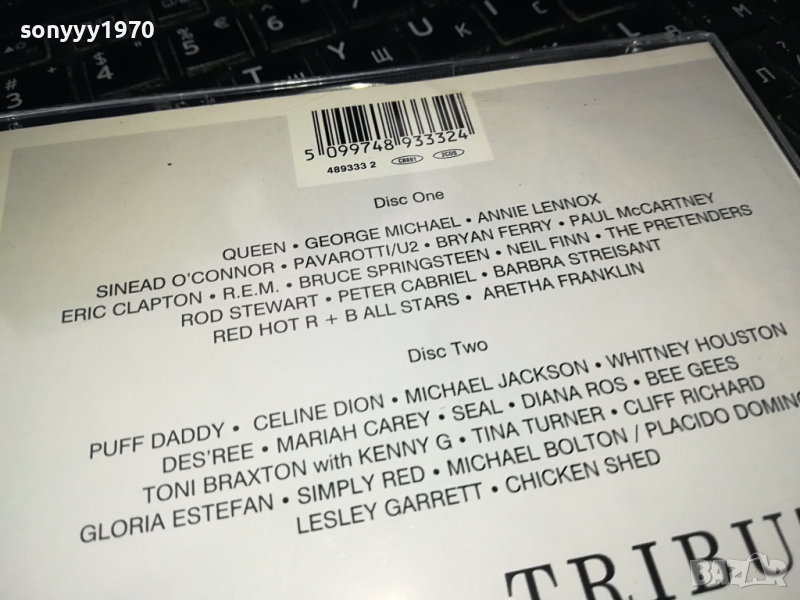 sonyyy1970
5 099748 933324
489333 2
CB891
2CDS
Disc One
QUEEN • GEORGE MICHAEL • ANNIE LENNOX
SINEAD O'CONNOR • PAVAROTTI/U2 • BRYAN FERRY • PAUL McCARTNEY
ERIC CLAPTON • R.E.M. • BRUCE SPRINGSTEEN • NEIL FINN • THE PRETENDERS
ROD STEWART • PETER CABRIEL • BARBRA STREISANT
RED HOT R + B ALL STARS • ARETHA FRANKLIN
Disc Two
PUFF DADDY • CELINE DION • MICHAEL JACKSON • WHITNEY HOUSTON
DES'REE • MARIAH CAREY • SEAL • DIANA ROS • BEE GEES
TONI BRAXTON with KENNY G • TINA TURNER • CLIFF RICHARD
GLORIA ESTEFAN • SIMPLY RED • MICHAEL BOLTON / PLACIDO DOMING
LESLEY GARRETT • CHICKEN SHED
TRIBU
BAZAR